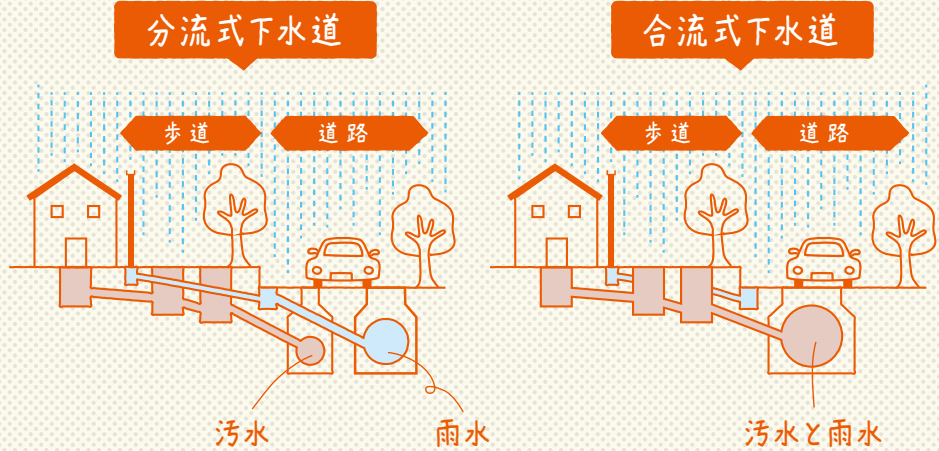 分流式下水道
合流式下水道
歩道
道路
歩道
道路
汚水
雨水
汚水と雨水